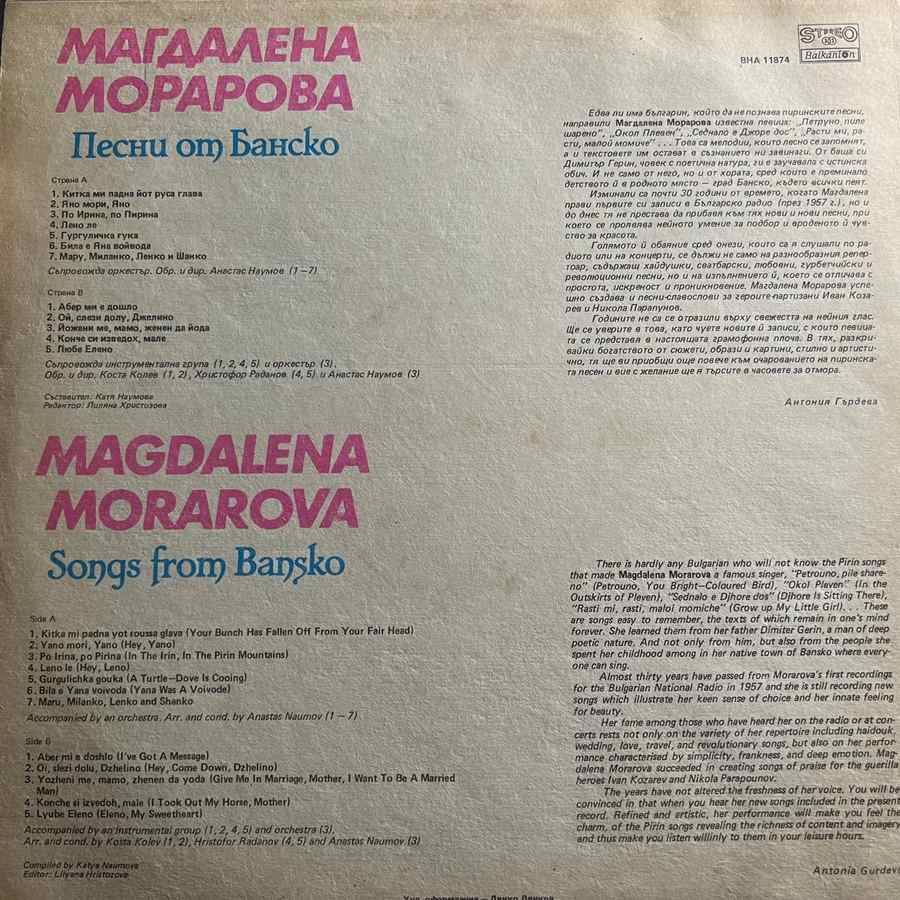 МАГДАЛЕНА
МОРАРОВА
Песни от Банско
Страна А
1. Китка ми падна йот руса глава
2. Яно мори, Яно
3. По Ирина, по Пирина
4. Лено ле
5. Гургуличка гука
6. Била е Яна войвода
7. Мару, Миланко, Ленко и Шанко
Съпровожда оркестър. Обр. и дир. Анастас Наумов (1—7)
Страна В
1. Абер ми е дошло
2. Ой, слези долу, Джелино
3. Йожани ме, мамо, женен да йода
4. Конче си изведох, мале
5. Любе Елено
Съпровожда инструментална група (1, 2, 4, 5) и оркестър (3),
Обр. и дир. Коста Колев (1, 2), Христофор Раданов (4, 5) и Анастас Наумов (3)
Съставител: Катя Наумова
Редактор: Лиляна Христозова
ВНА 11874
STEREO
33
Balkanton
Едва ли има българин, който да не познава пиринските песни,
направили Магдалена Морарова известна певица: „Петруно, пиле
шарено", „Окол Плевен", „Седнало е Джоре дос", „Расти ми, ра-
сти, малой момиче" . . . Това са мелодии, които лесно се запомнят,
а и текстовете им остават в съзнанието ни завинаги. От баща си
Димитър Герин, човек с поетична натура, ги е заучавала с истинска
обич. И не само от него, но и от хората, сред които е преминало
детството ѝ в родното място — град Банско, където всички пеят.
Изминали са почти 30 години от времето, когато Магдалена
прави първите си записи в Българско радио (през 1957 г.), но и
до днес тя не престава да прибавя към тях нови и нови песни, при
което се проявява нейното умение за подбор и вроденото ѝ чув-
ство за красота.
Голямото ѝ обаяние сред онези, които са я слушали по ра-
диото или на концерти, се дължи не само на разнообразния репер-
тоар, съдържащ хайдушки, сватбарски, любовни, гурбетчийски и
революционни песни, но и на изпълнението ѝ, което се отличава с
простота, искреност и проникновение. Магдалена Морарова успе-
шно създава и песни-славослови за героите-партизани Иван Коза-
рев и Никола Парапунов.
Годините не са се отразили върху свежестта на нейния глас.
Ще се уверите в това, като чуете новите ѝ записи, с които певица-
та се представя в настоящата грамофонна плоча. В тях, разкри-
вайки богатството от сюжети, образи и картини, стилно и артистич-
но, тя ще ви приобщи още повече към очарованието на пиринска-
та песен и вие с желание ще я търсите в часовете за отмора.
Антония Гърдева
MAGDALENA
MORAROVA
Songs from Bansko
Side A
1. Kitka mi padna yot roussa glava (Your Bunch Has Fallen Off From Your Fair Head)
2. Yano mori, Yano (Hey, Yano)
3. Po Irina, po Pirina (In The Irin, In The Pirin Mountains)
4. Leno le (Hey, Leno)
5. Gurgulichka gouka (A Turtle—Dove Is Cooing)
6. Bila e Yana voivoda (Yana Was A Voivode)
7. Maru, Milanko, Lenko and Shanko
Accompanied by an orchestra. Arr. and cond. by Anastas Naumov (1 — 7)
Side B
1. Aber mi e doshlo (I've Got A Message)
2. Oi, slezi dolu, Dzhelino (Hey, Come Down, Dzhelino)
3. Yozheni me, mamo, zhenen da yoda (Give Me In Marriage, Mother, I Want To Be A Married
Man)
4. Konche si izvedoh, male (I Took Out My Horse, Mother)
5. Lyube Eleno (Eleno, My Sweetheart)
Accompanied by an instrumental group (1, 2, 4, 5) and orchestra (3),
Arr. and cond. by Kosta Kolev (1, 2), Hristofor Radanov (4, 5) and Anastas Naumov (3)
Compiled by Katya Naumova
Editor: Lilyana Hristozova
There is hardly any Bulgarian who will not know the Pirin songs
that made Magdalena Morarova a famous singer, "Petrouno, pile share-
no" (Petrouno, You Bright—Coloured Bird), "Okol Pleven" (In the
Outskirts of Pleven), "Sednalo e Djhore dos" (Djhore Is Sitting There),
"Rasti mi, rasti, maloi momiche" (Grow up My Little Girl). . . These
are songs easy to remember, the texts of which remain in one's mind
forever. She learned them from her father Dimiter Gerin, a man of deep
poetic nature. And not only from him, but also from the people she
spent her childhood among in her native town of Bansko where every-
one can sing.
Almost thirty years have passed from Morarova's first recordings
for the Bulgarian National Radio in 1957 and she is still recording new
songs which illustrate her keen sense of choice and her innate feeling
for beauty.
Her fame among those who have heard her on the radio or at con-
certs rests not only on the variety of her repertoire including haidouk,
wedding, love, travel, and revolutionary songs, but also on her perfor-
mance characterised by simplicity, frankness, and deep emotion. Mag-
dalena Morarova succeeded in creating songs of praise for the guerilla
heroes Ivan Kozarev and Nikola Parapounov.
The years have not altered the freshness of her voice. You will be
convinced in that when you hear her new songs included in the present
record. Refined and artistic, her performance will make you feel the
charm, of the Pirin songs revealing the richness of content and imagery
and thus make you listen willinly to them in your leisure hours.
Antonia Gurdev